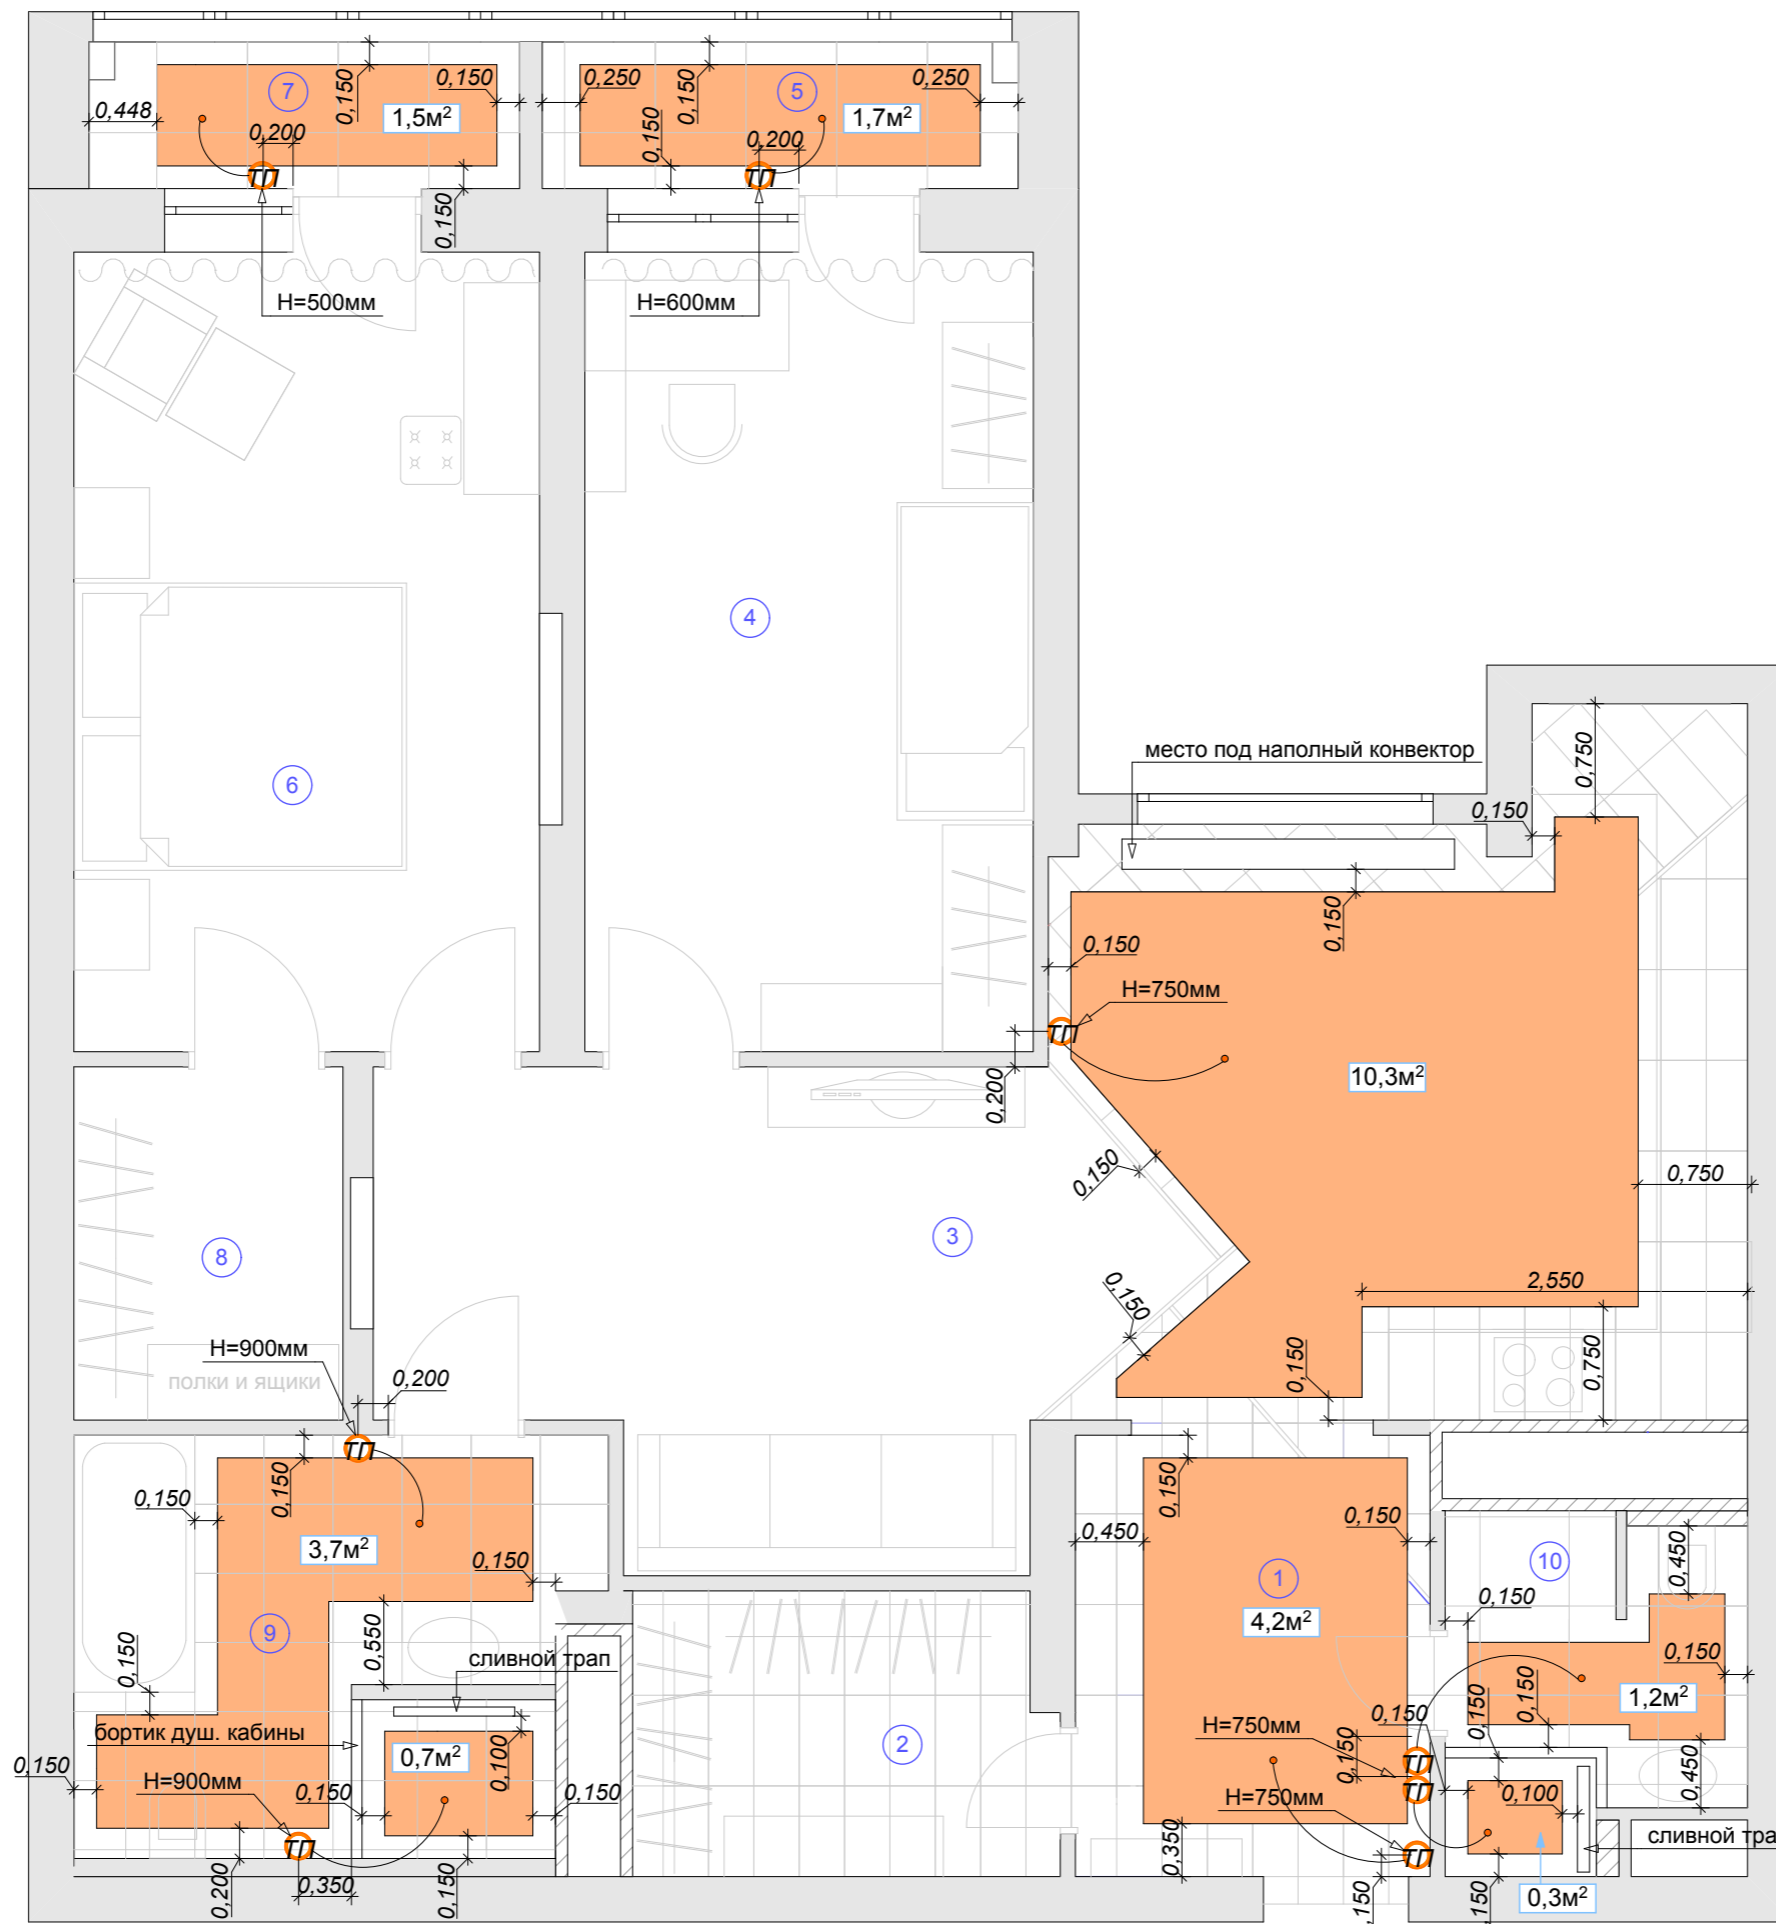 0,448
0,150
7
0,150
1,5м²
0,200
ТП
0,150
0,250
0,150
5
0,250
1,7м²
0,150
0,200
ТП
H=500мм
H=600мм
4
6
место под наполный конвектор
0,750
0,150
0,150
0,150
H=750мм
ТП
0,200
10,3м²
0,150
0,750
3
8
0,150
2,550
0,150
0,750
H=900мм
полки и ящики
0,200
ТП
0,150
0,150
3,7м²
0,150
9
0,550
0,150
сливной трап
бортик душ. кабины
0,7м²
0,100
0,150
H=900мм
0,150
0,150
ТП
0,200
0,350
0,150
2
0,150
0,450
0,150
1
4,2м²
10
0,450
0,150
0,150
1,2м²
0,150
0,150
0,150
0,150
H=750мм
ТП
ТП
H=750мм
ТП
0,350
0,100
0,450
сливной тра
0,3м²
,150
,150